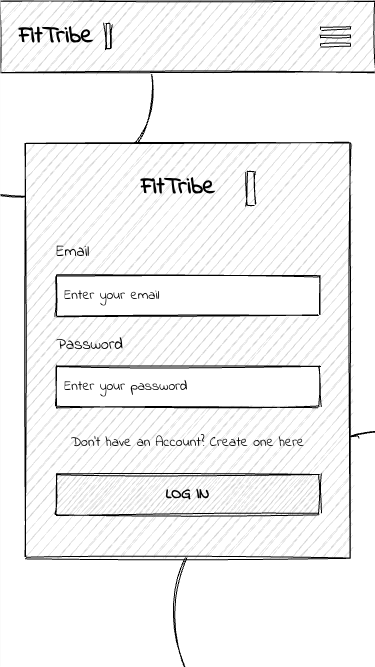 FitTribe
FitTribe
Email
Enter your email
Password
Enter your password
Don't have an Account? Create one here
LOG IN